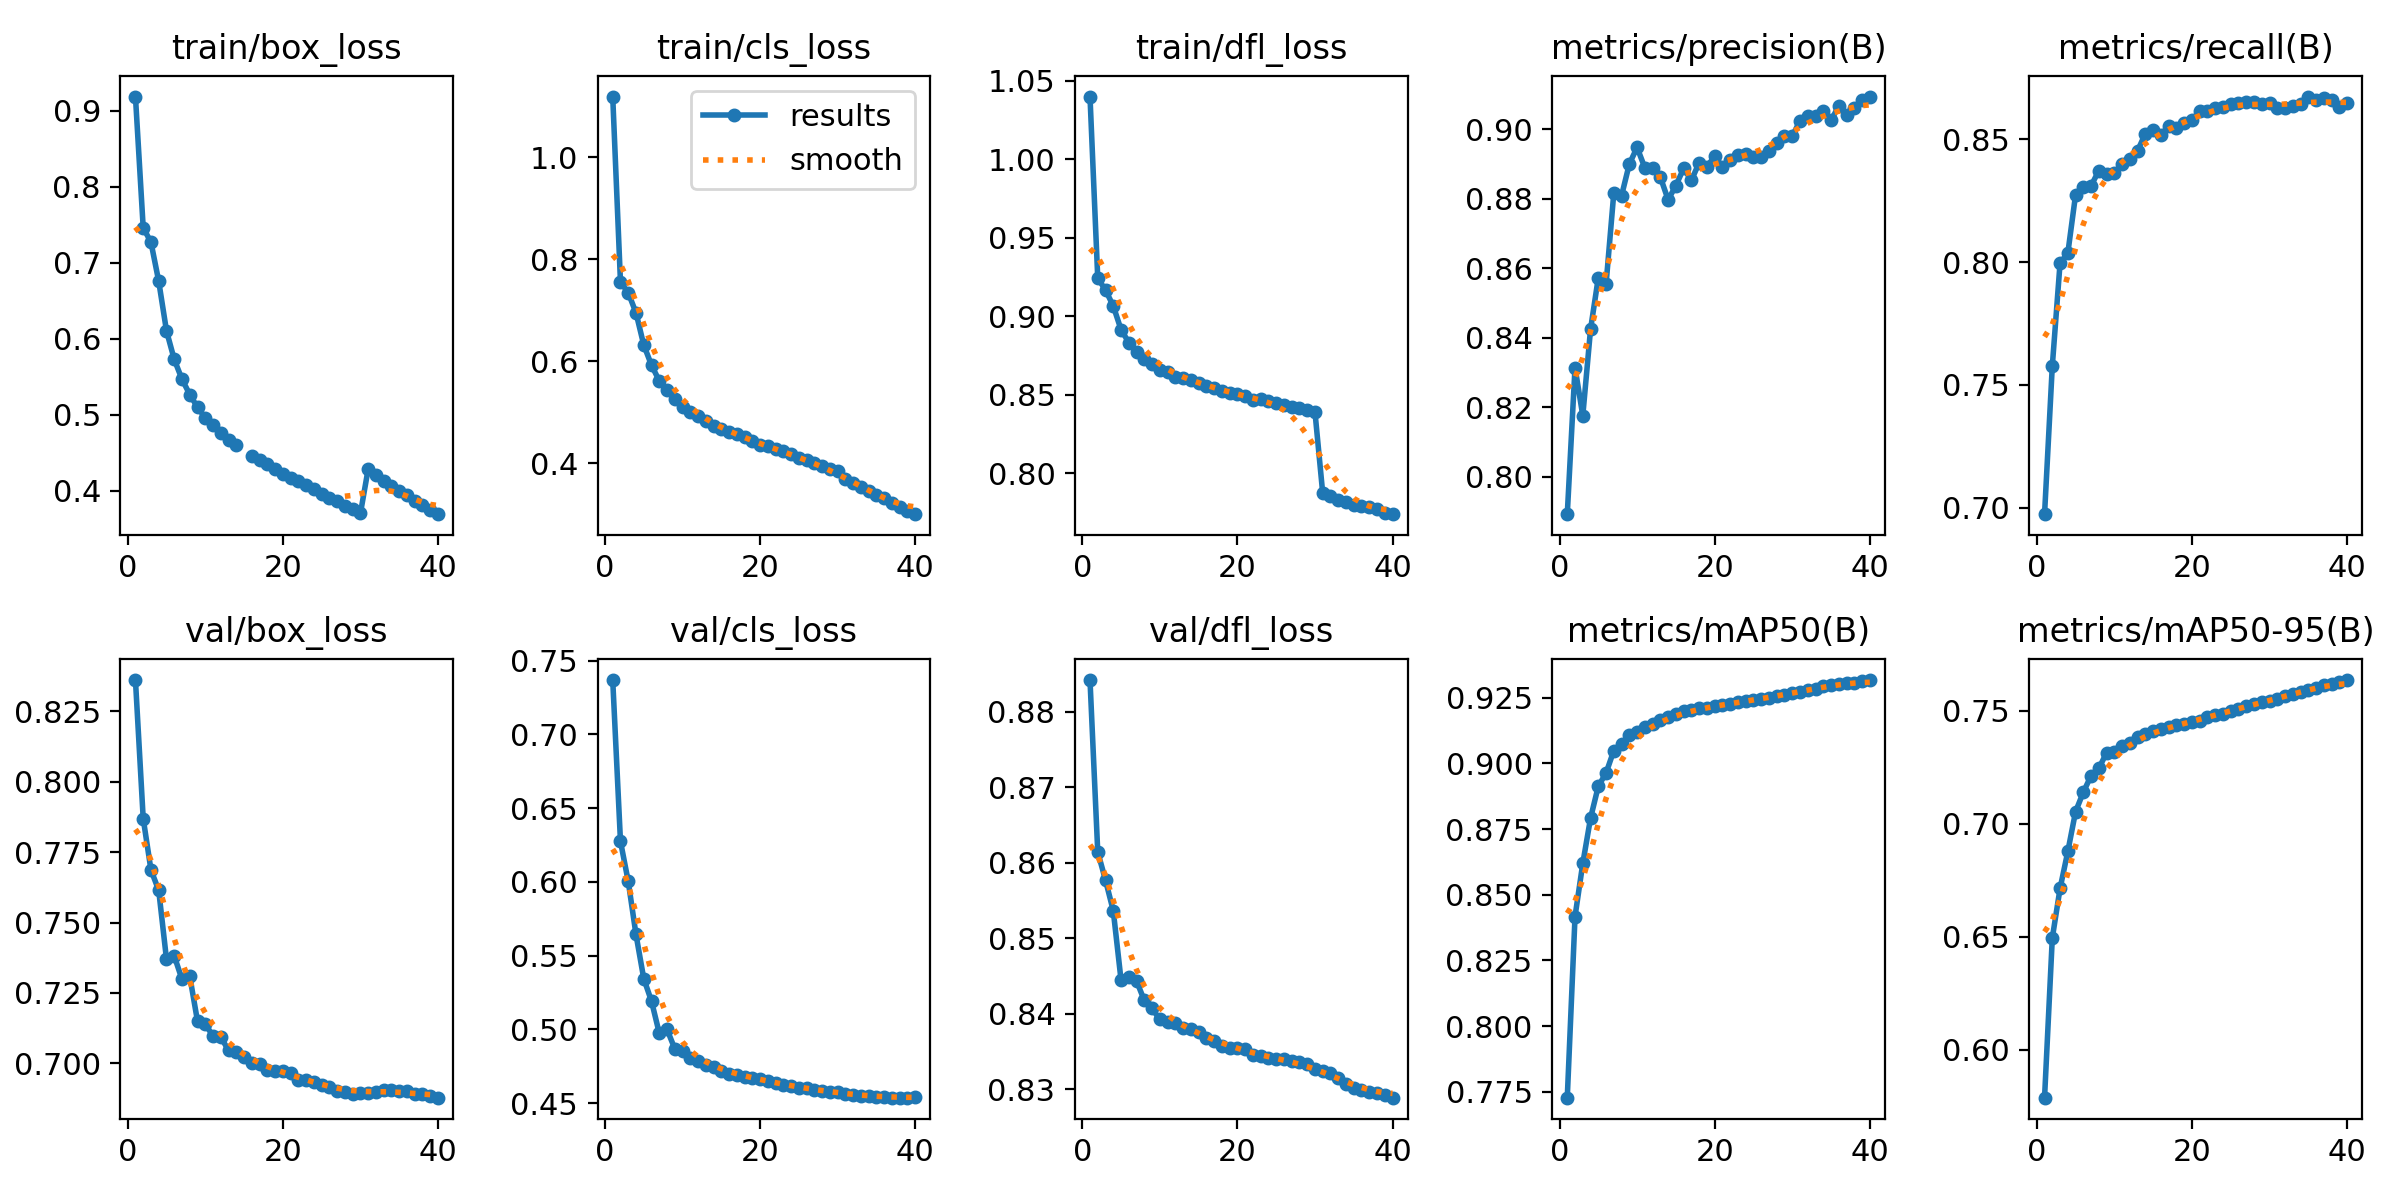 train/box_loss
0.9
0.8
0.7
0.6
0.5
0.4
0 20 40
train/cls_loss
results
smooth
1.0
0.8
0.6
0.4
0 20 40
train/dfl_loss
1.05
1.00
0.95
0.90
0.85
0.80
0 20 40
metrics/precision(B)
0.90
0.88
0.86
0.84
0.82
0.80
0 20 40
metrics/recall(B)
0.85
0.80
0.75
0.70
0 20 40
val/box_loss
0.825
0.800
0.775
0.750
0.725
0.700
0 20 40
val/cls_loss
0.75
0.70
0.65
0.60
0.55
0.50
0.45
0 20 40
val/dfl_loss
0.88
0.87
0.86
0.85
0.84
0.83
0 20 40
metrics/mAP50(B)
0.925
0.900
0.875
0.850
0.825
0.800
0.775
0 20 40
metrics/mAP50-95(B)
0.75
0.70
0.65
0.60
0 20 40